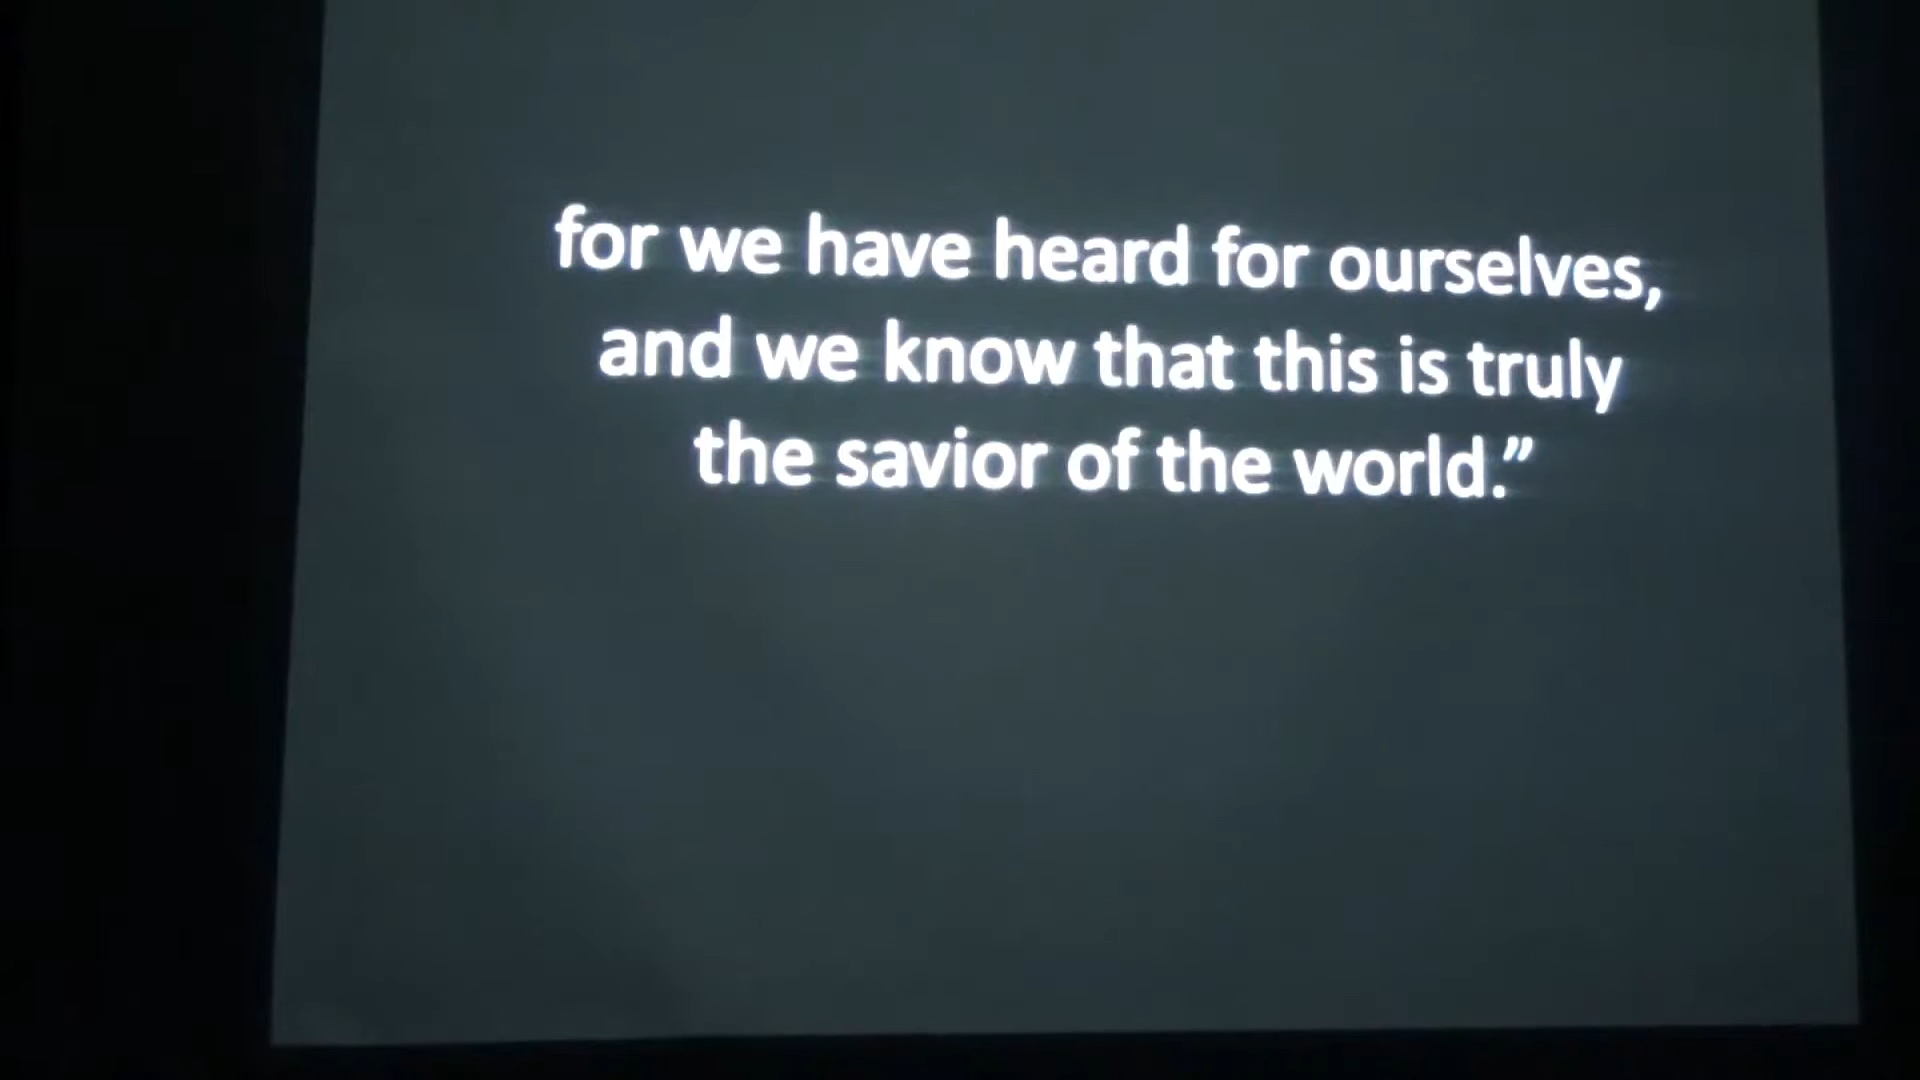 for we have heard for ourselves,
and we know that this is truly
the savior of the world.”